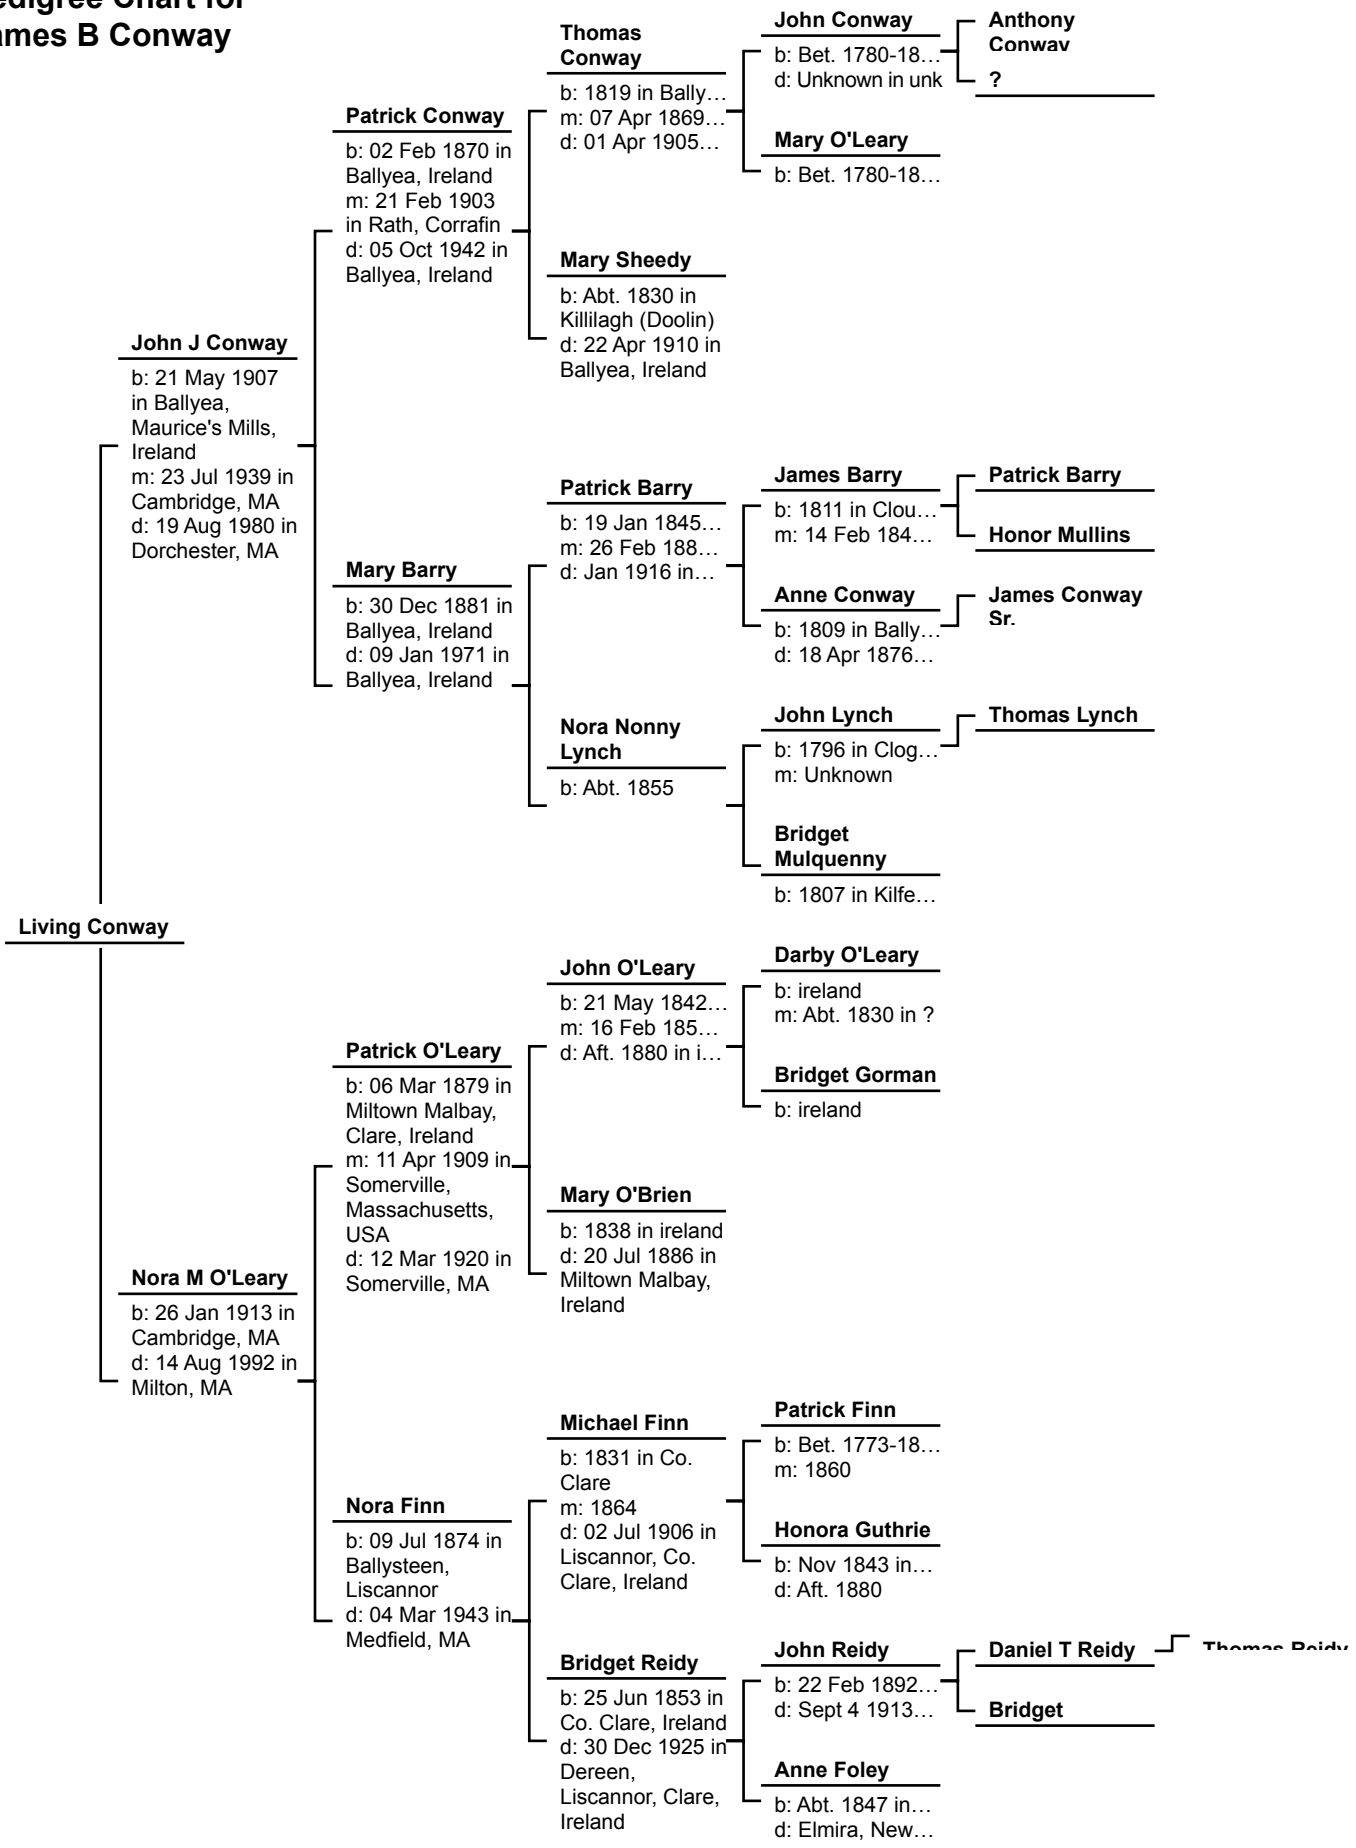 Chart for
B Conway
Living Conway
John J Conway
b: 21 May 1907
in Ballyea,
Maurice's Mills,
Ireland
m: 23 Jul 1939 in
Cambridge, MA
d: 19 Aug 1980 in
Dorchester, MA
Nora M O'Leary
b: 26 Jan 1913 in
Cambridge, MA
d: 14 Aug 1992 in
Milton, MA
Patrick Conway
b: 02 Feb 1870 in
Ballyea, Ireland
m: 21 Feb 1903
in Rath, Corrafin
d: 05 Oct 1942 in
Ballyea, Ireland
Mary Barry
b: 30 Dec 1881 in
Ballyea, Ireland
d: 09 Jan 1971 in
Ballyea, Ireland
Patrick O'Leary
b: 06 Mar 1879 in
Miltown Malbay,
Clare, Ireland
m: 11 Apr 1909 in
Somerville,
Massachusetts,
USA
d: 12 Mar 1920 in
Somerville, MA
Nora Finn
b: 09 Jul 1874 in
Ballysteen,
Liscannor
d: 04 Mar 1943 in
Medfield, MA
Thomas
Conway
b: 1819 in Bally…
m: 07 Apr 1869…
d: 01 Apr 1905…
Mary Sheedy
b: Abt. 1830 in
Killilagh (Doolin)
d: 22 Apr 1910 in
Ballyea, Ireland
Patrick Barry
b: 19 Jan 1845…
m: 26 Feb 188…
d: Jan 1916 in…
Nora Nonny
Lynch
b: Abt. 1855
John O'Leary
b: 21 May 1842…
m: 16 Feb 185…
d: Aft. 1880 in i…
Mary O'Brien
b: 1838 in ireland
d: 20 Jul 1886 in
Miltown Malbay,
Ireland
Michael Finn
b: 1831 in Co.
Clare
m: 1864
d: 02 Jul 1906 in
Liscannor, Co.
Clare, Ireland
Bridget Reidy
b: 25 Jun 1853 in
Co. Clare, Ireland
d: 30 Dec 1925 in
Dereen,
Liscannor, Clare,
Ireland
John Conway
b: Bet. 1780-18…
d: Unknown in unk
Mary O'Leary
b: Bet. 1780-18…
James Barry
b: 1811 in Clou…
m: 14 Feb 184…
Anne Conway
b: 1809 in Bally…
d: 18 Apr 1876…
John Lynch
b: 1796 in Clog…
m: Unknown
Bridget
Mulquenny
b: 1807 in Kilfe…
Darby O'Leary
b: ireland
m: Abt. 1830 in ?
Bridget Gorman
b: ireland
Patrick Finn
b: Bet. 1773-18…
m: 1860
Honora Guthrie
b: Nov 1843 in…
d: Aft. 1880
John Reidy
b: 22 Feb 1892…
d: Sept 4 1913…
Anne Foley
b: Abt. 1847 in…
d: Elmira, New…
Anthony
Conway
?
Patrick Barry
Honor Mullins
James Conway
Sr.
Thomas Lynch
Daniel T Reidy
Bridget
Thomas Reidy